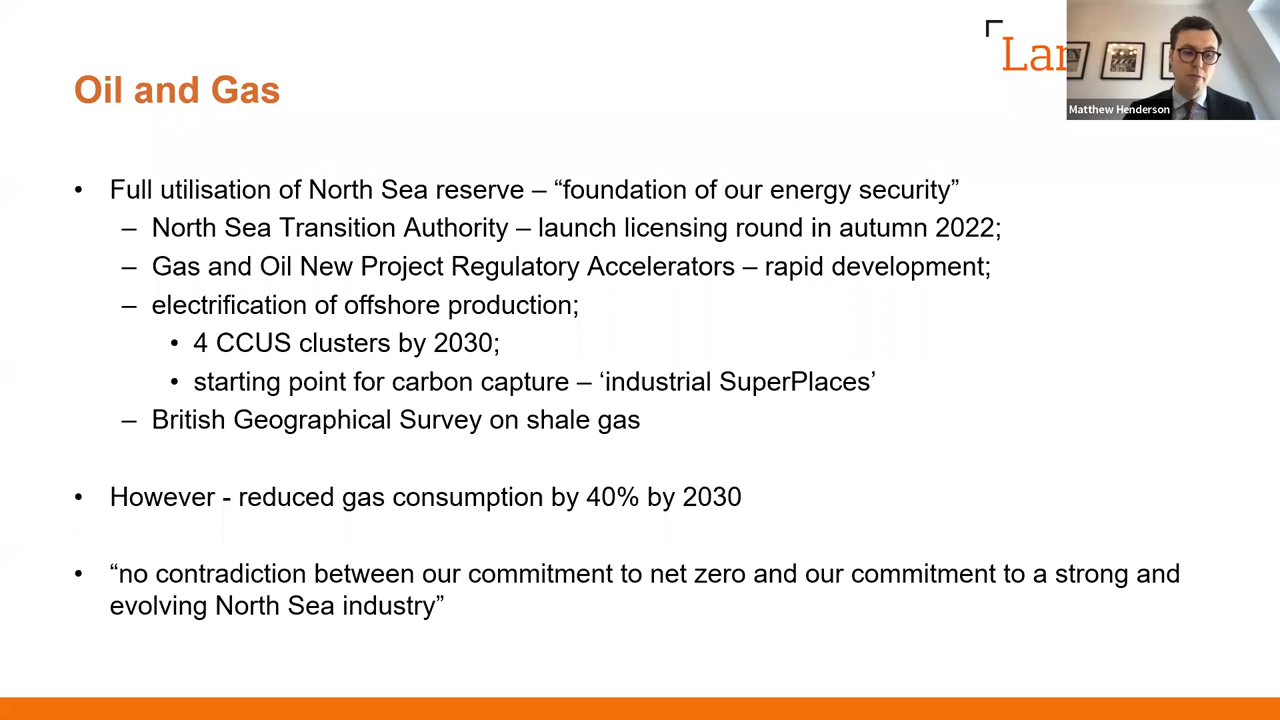 Lan
Matthew Henderson
Oil and Gas
• Full utilisation of North Sea reserve – “foundation of our energy security”
– North Sea Transition Authority – launch licensing round in autumn 2022;
– Gas and Oil New Project Regulatory Accelerators – rapid development;
– electrification of offshore production;
• 4 CCUS clusters by 2030;
• starting point for carbon capture – ‘industrial SuperPlaces’
– British Geographical Survey on shale gas
• However - reduced gas consumption by 40% by 2030
• “no contradiction between our commitment to net zero and our commitment to a strong and
evolving North Sea industry”